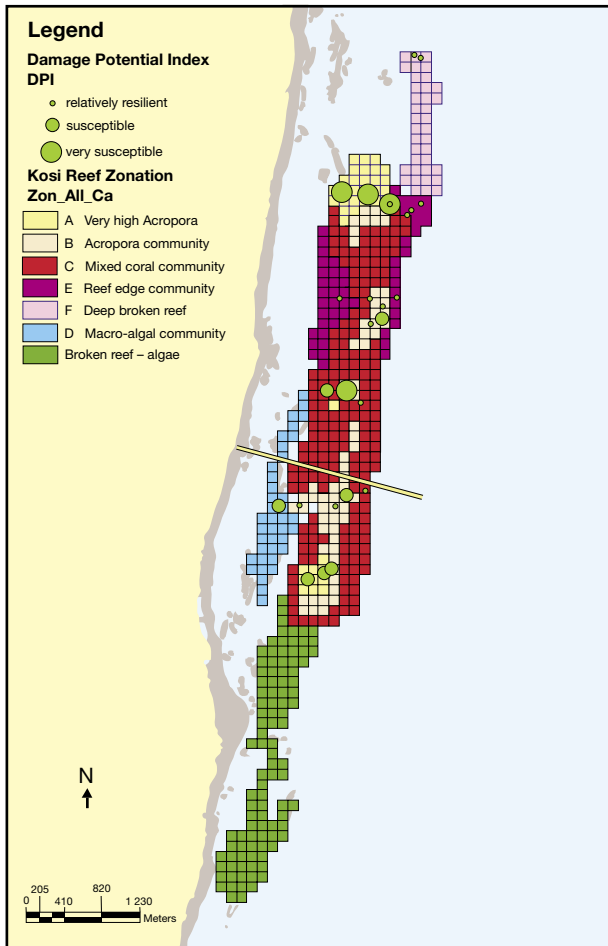 Legend
Damage Potential Index
DPI
relatively resilient
susceptible
very susceptible
Kosi Reef Zonation
Zon_All_Ca
A Very high Acropora
B Acropora community
C Mixed coral community
E Reef edge community
F Deep broken reef
D Macro-algal community
Broken reef – algae
N
205 820
0 410 1 230
Meters